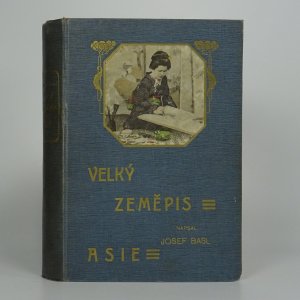 VELKÝ
ZEMĚPIS
NAPSAL
JOSEF BASL
ASIE